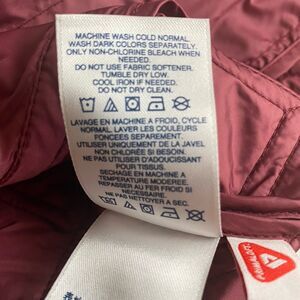 MACHINE WASH COLD NORMAL
WASH DARK COLORS SEPARATELY.
ONLY NON-CHLORINE BLEACH WHEN
NEEDED.
DO NOT USE FABRIC SOFTENER.
TUMBLE DRY LOW.
COOL IRON IF NEEDED.
DO NOT DRY CLEAN.
LAVAGE EN MACHINE A FROID, CYCLE
NORMAL. LAVER LES COULEURS
FONCEES SEPAREMENT.
UTILISER UNIQUEMENT DE LA JAVEL
NON CHLORÉE SI BESOIN.
NE PAS UTILISER D'ADOUCISSANT
POUR TISSUS.
SECHAGE EN MACHINE A
TEMPERATURE MODEREE.
REPASSER AU FER FROID SI
NECESSAIRE.
NE PAS NETTOYER A SEC.
PRIMALOFT